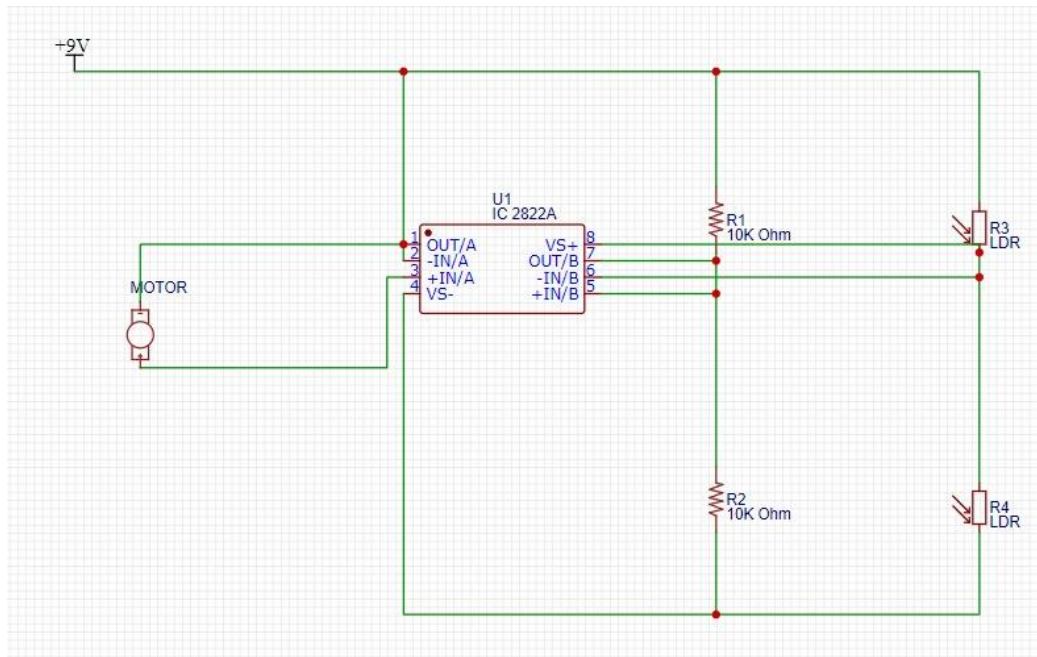 +9V
U1
IC 2822A
1 OUT/A
2 -IN/A
3 +IN/A
4 VS-
VS+ 8
OUT/B 7
-IN/B 6
+IN/B 5
MOTOR
R1
10K Ohm
R3
LDR
R2
10K Ohm
R4
LDR